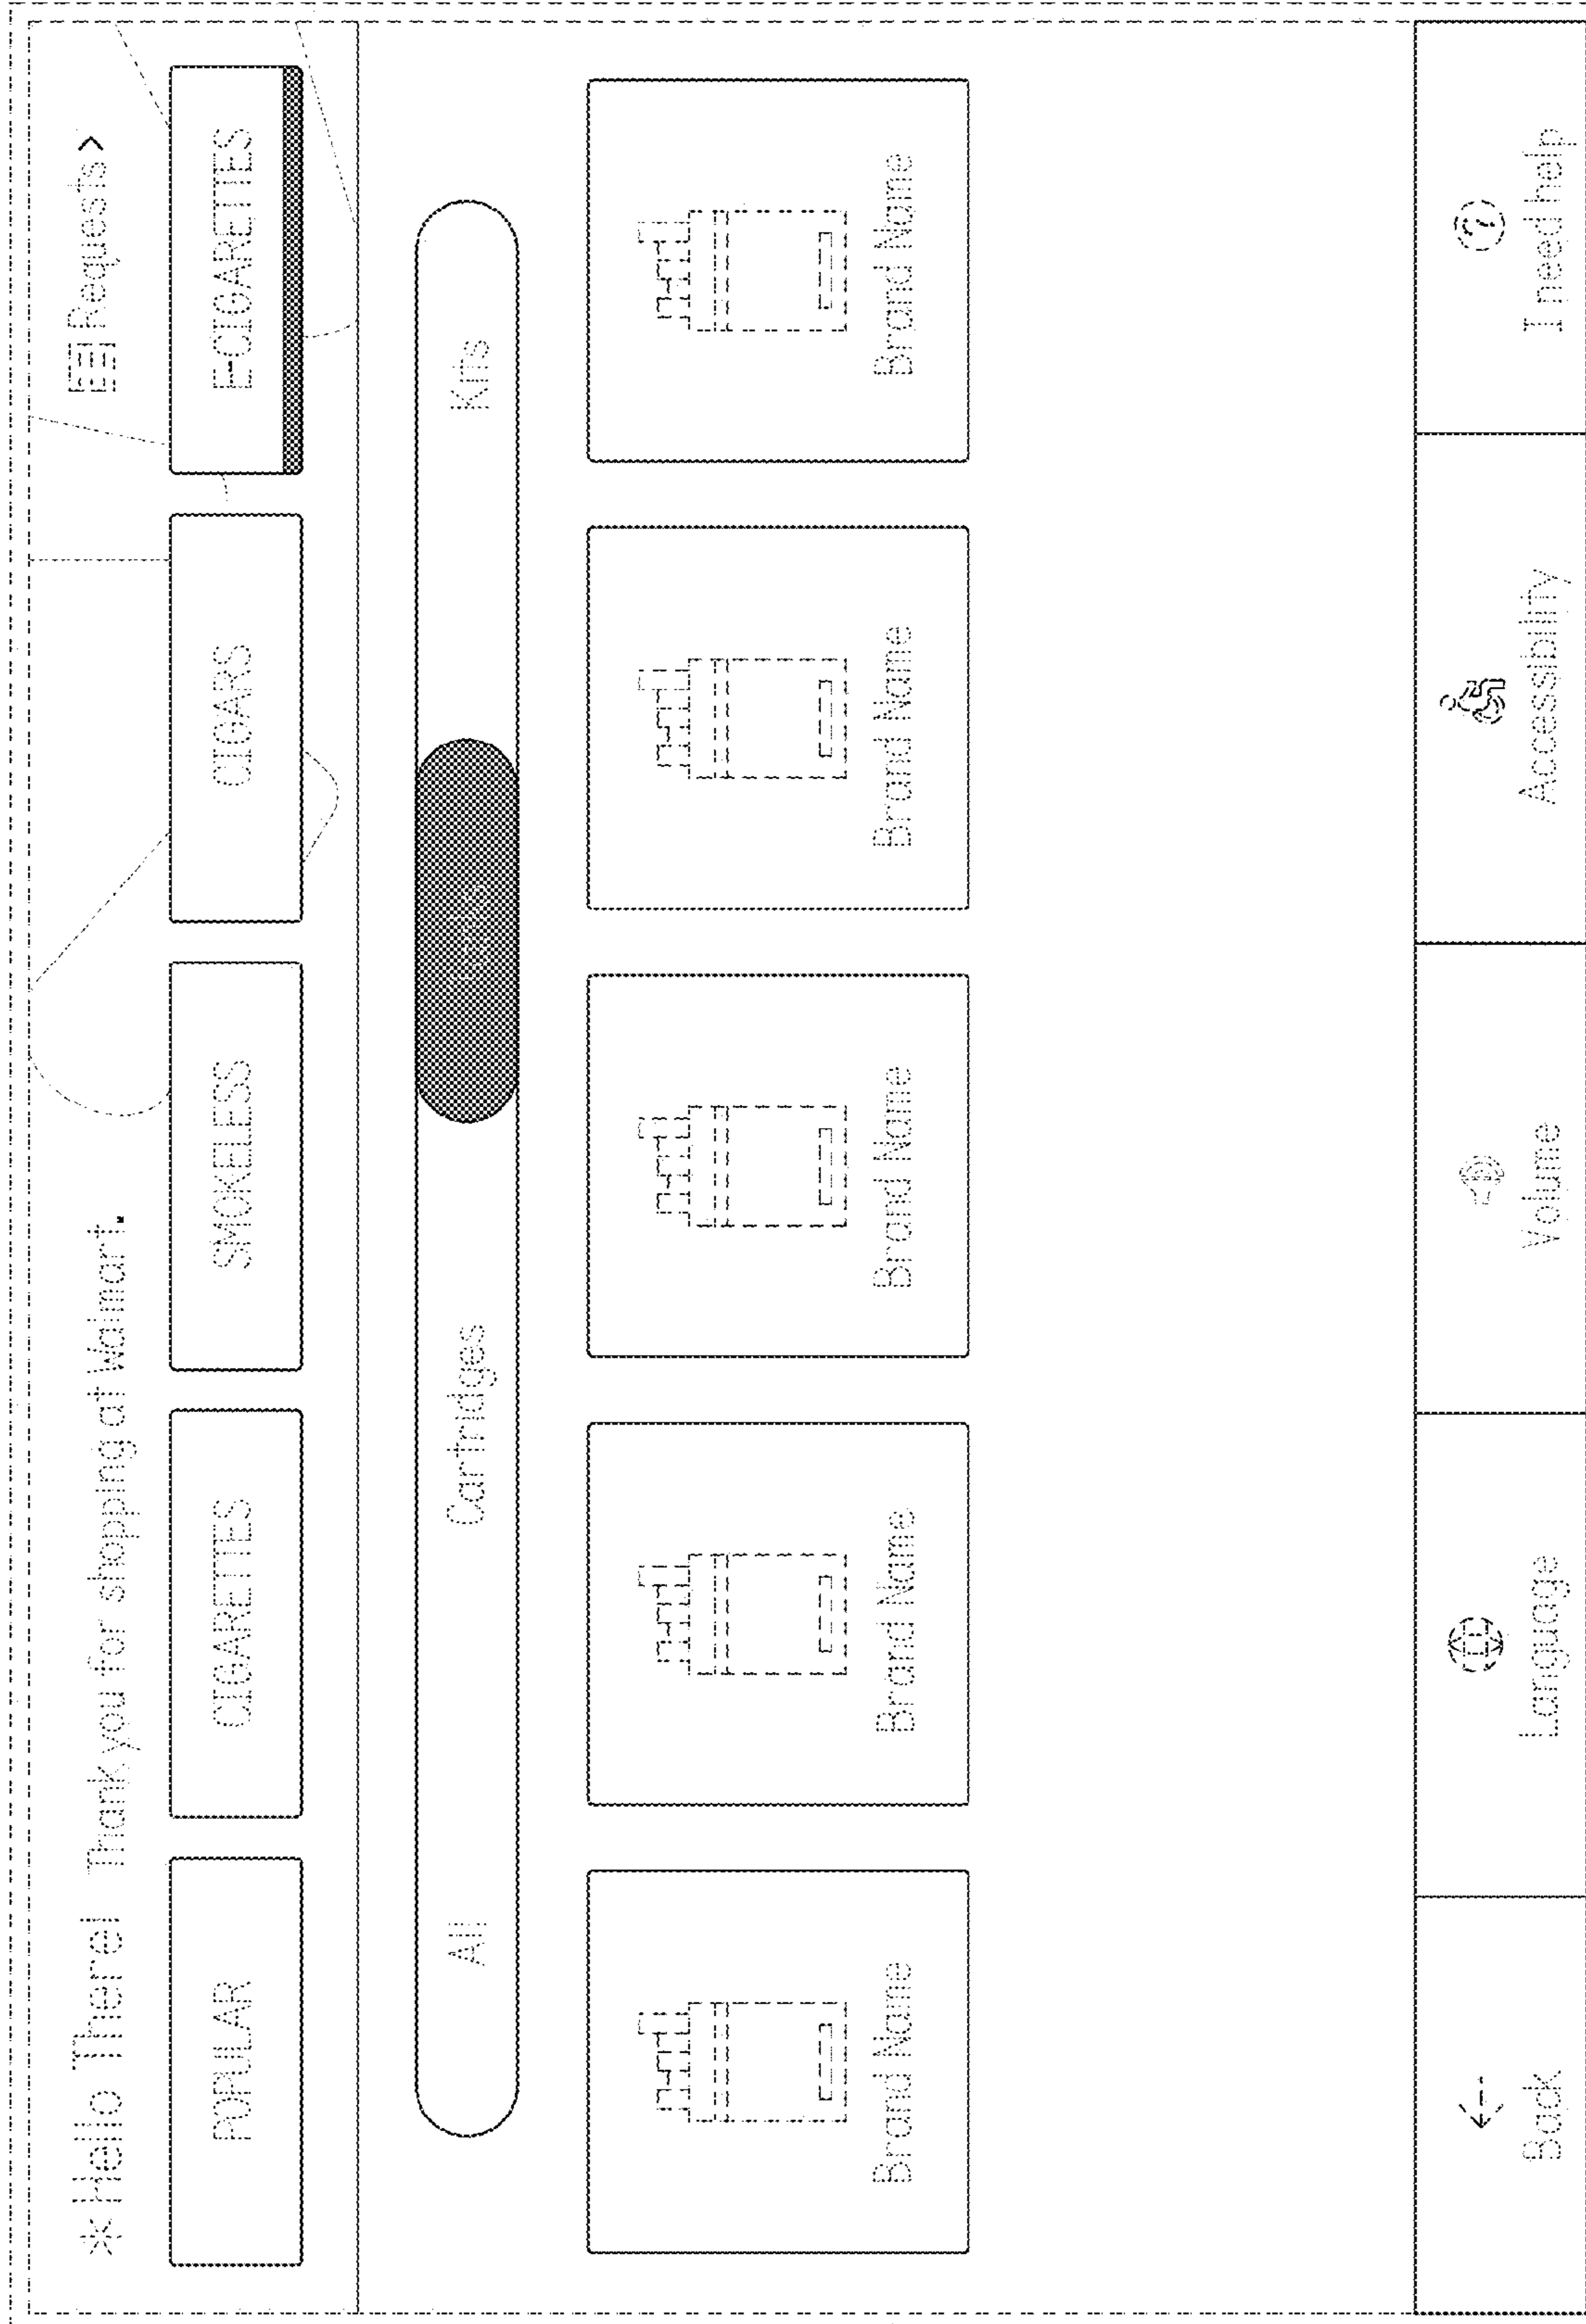 Hello There! Thank you for shopping at Walmart. Requests >
POPULAR CIGARETTES SMOKELESS CIGARS E-CIGARETTES
All Cartridges Kits
Brand Name Brand Name Brand Name Brand Name Brand Name
Back Language Volume Accessibility I need help